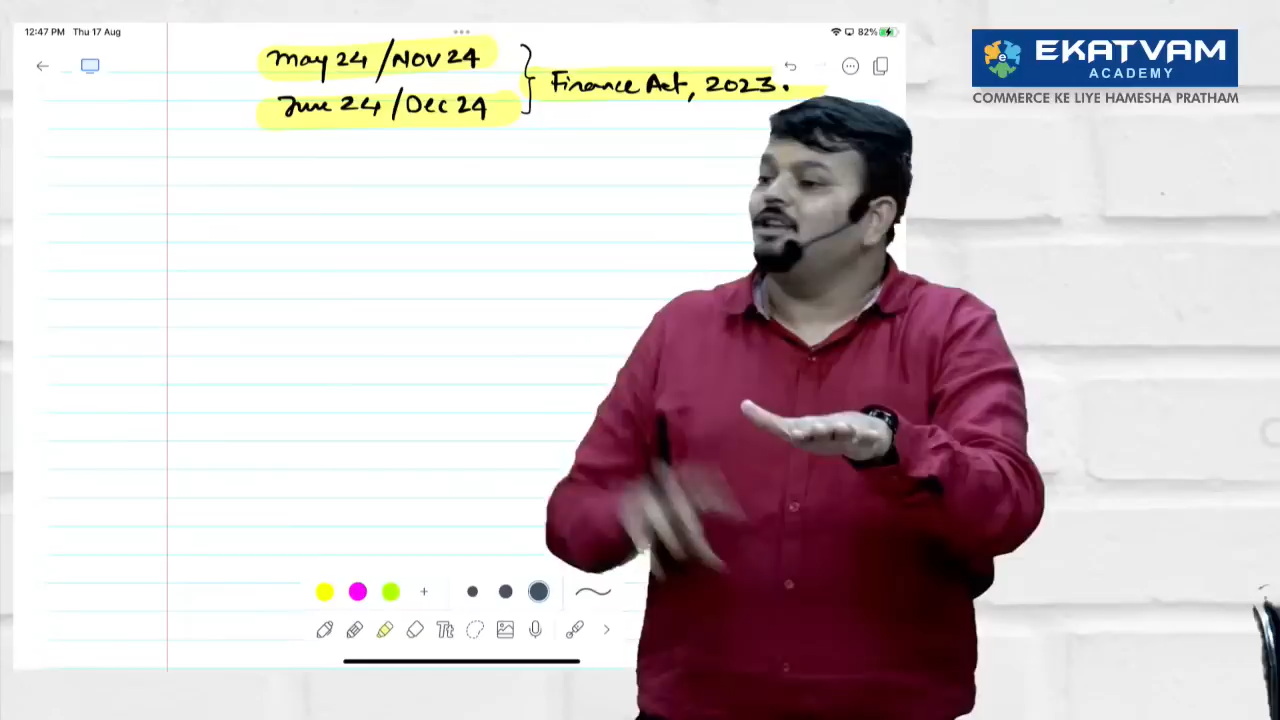 12:47 PM Thu 17 Aug
82%
May 24 / Nov 24
June 24 / Dec 24
Finance Act, 2023.
EKATVAM
ACADEMY
COMMERCE KE LIYE HAMESHA PRATHAM
e
Tt